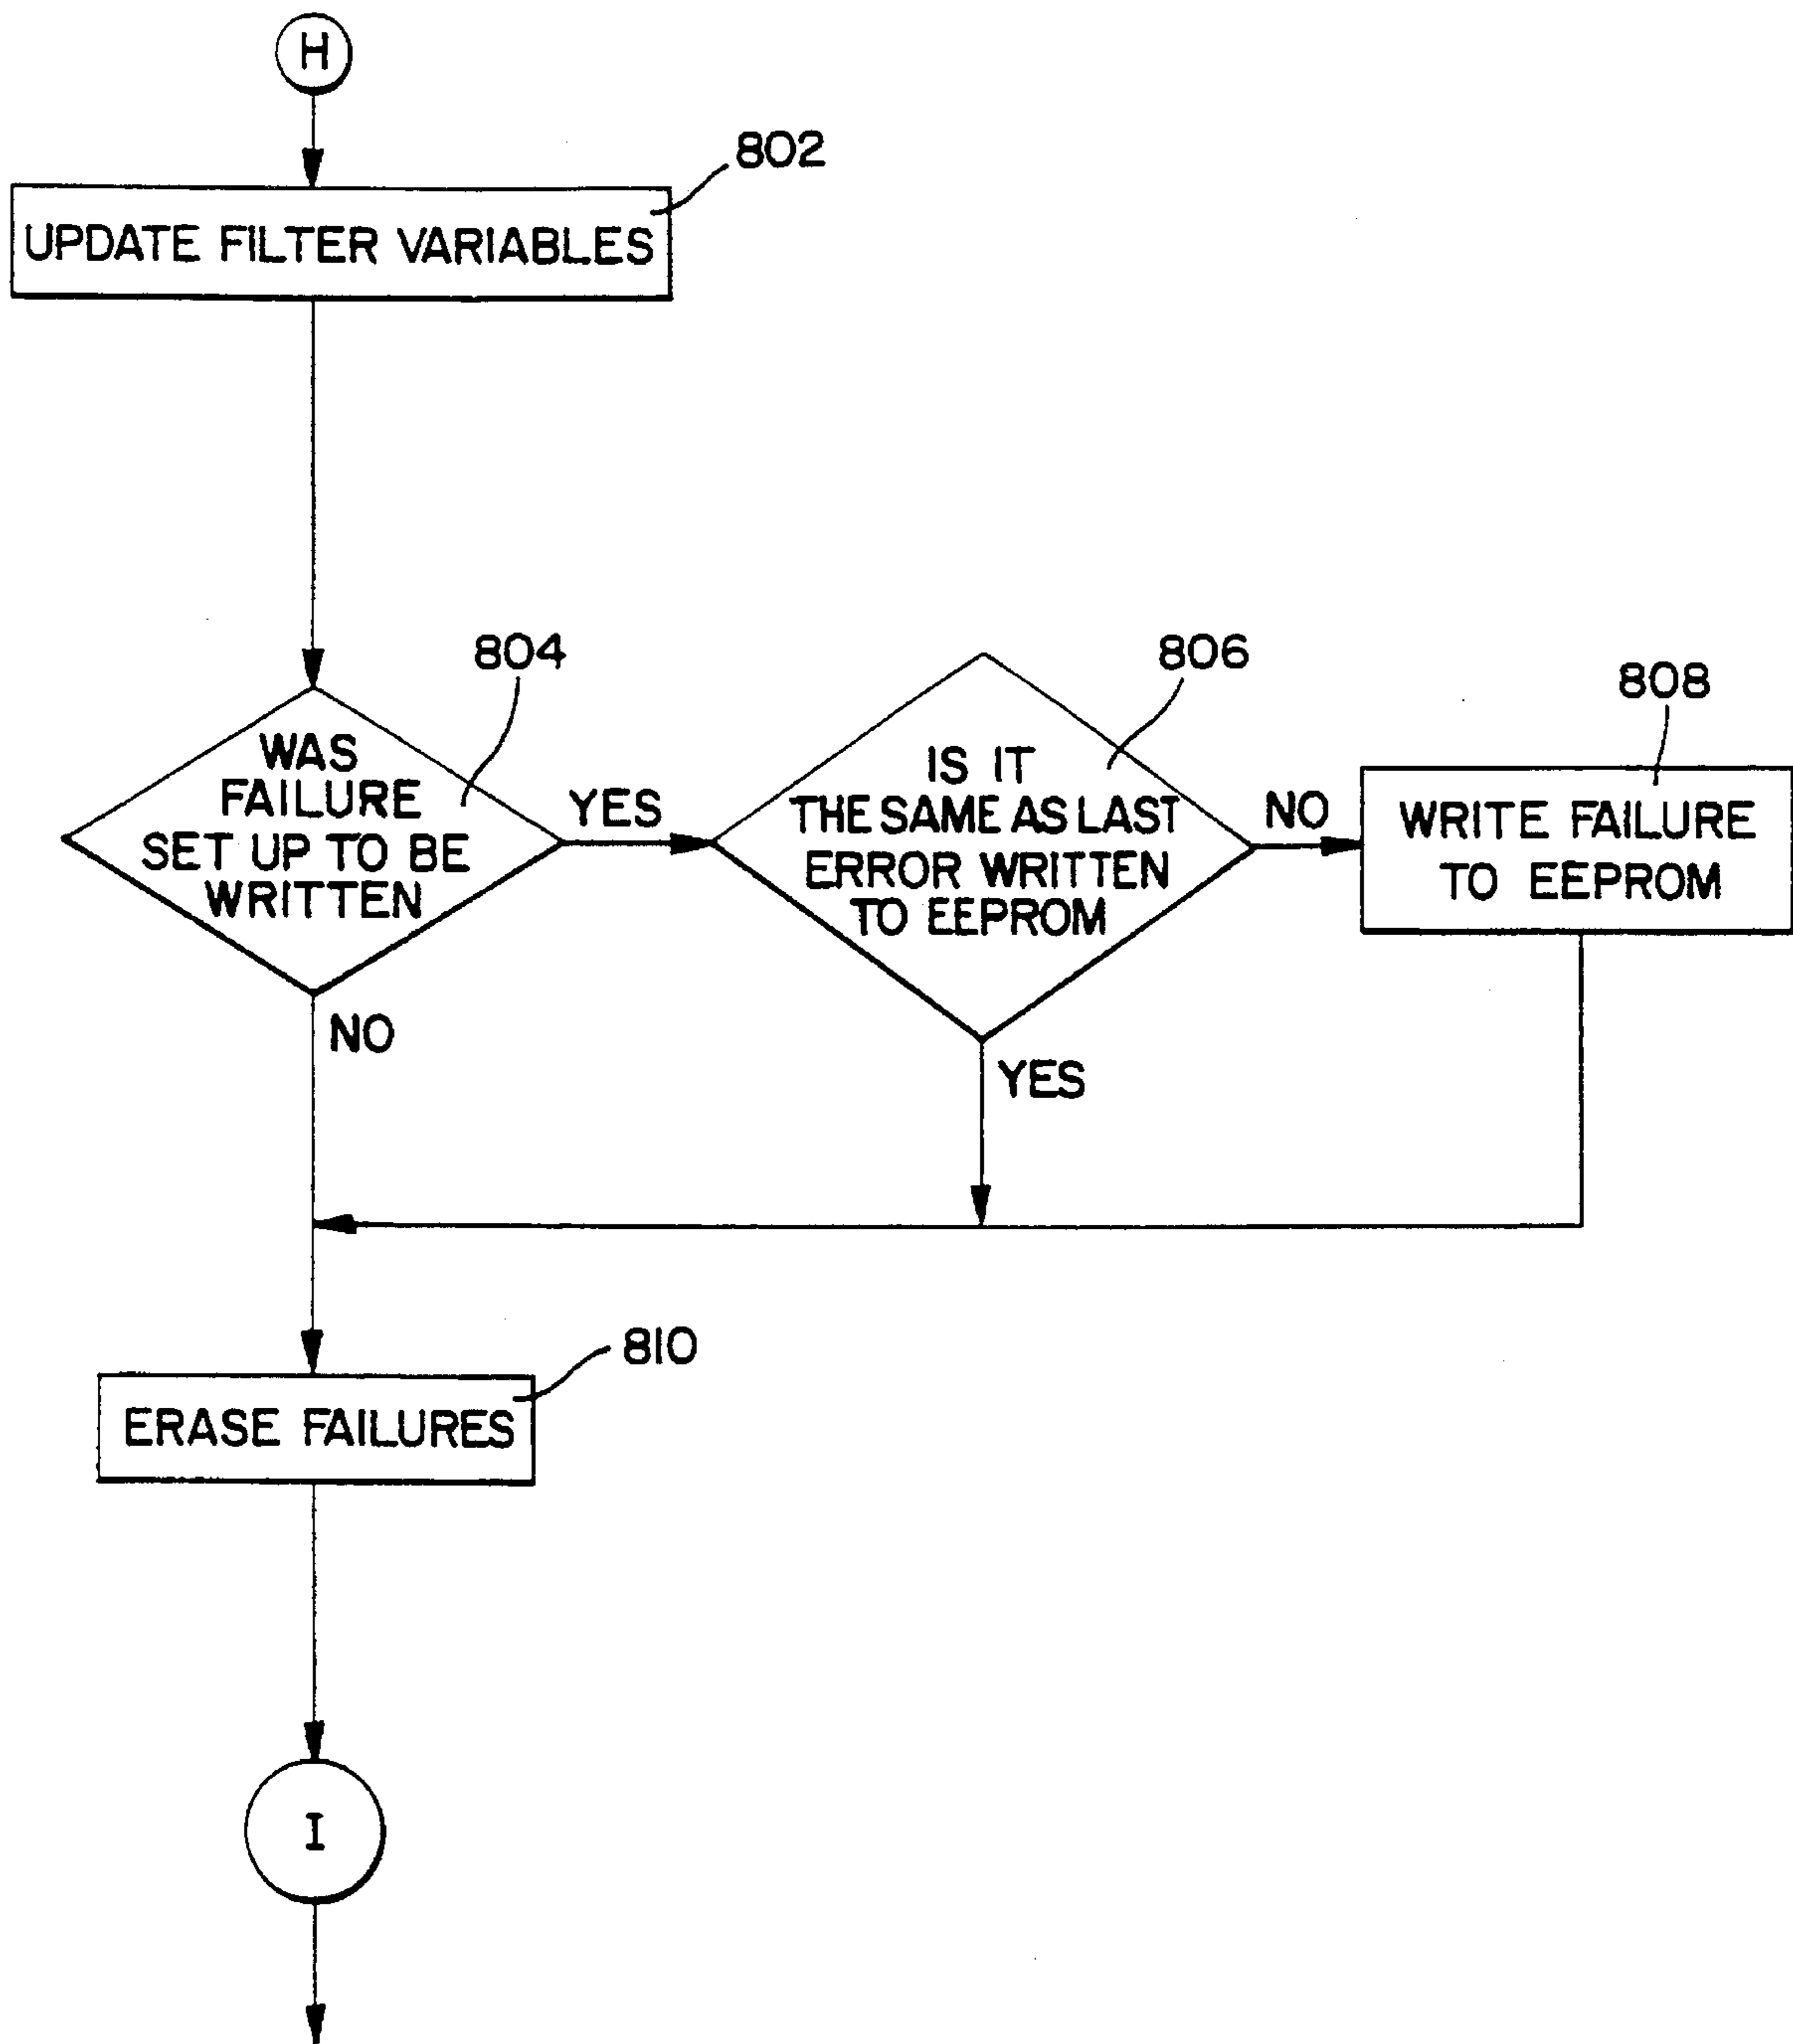 H
802
UPDATE FILTER VARIABLES
804
WAS
FAILURE
SET UP TO BE
WRITTEN
YES
NO
806
IS IT
THE SAME AS LAST
ERROR WRITTEN
TO EEPROM
NO
YES
808
WRITE FAILURE
TO EEPROM
810
ERASE FAILURES
I